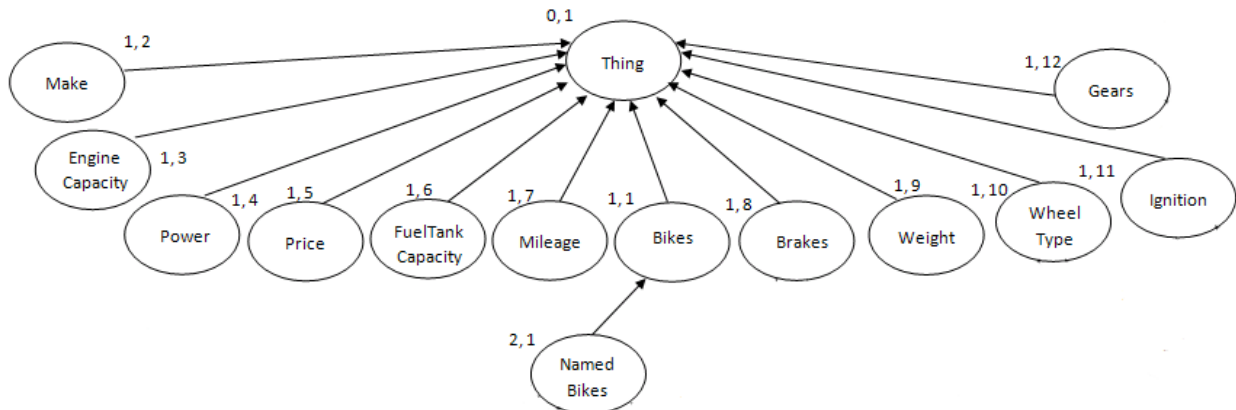 0, 1
Thing
1, 2
Make
1, 12
Gears
1, 3
Engine
Capacity
1, 4
Power
1, 5
Price
1, 6
FuelTank
Capacity
1, 7
Mileage
1, 1
Bikes
1, 8
Brakes
1, 9
Weight
1, 10
Wheel
Type
1, 11
Ignition
2, 1
Named
Bikes